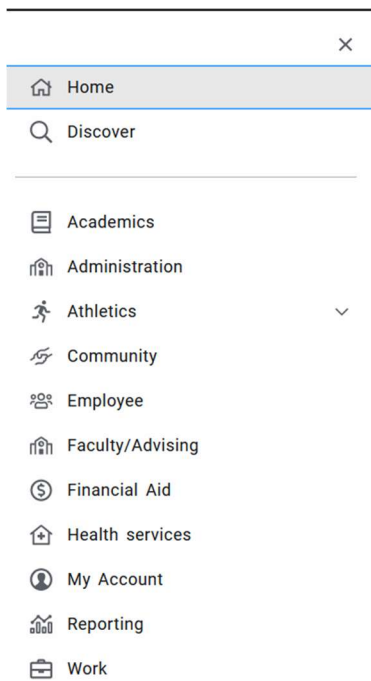 Home
Discover
Academics
Administration
Athletics
Community
Employee
Faculty/Advising
Financial Aid
Health services
My Account
Reporting
Work